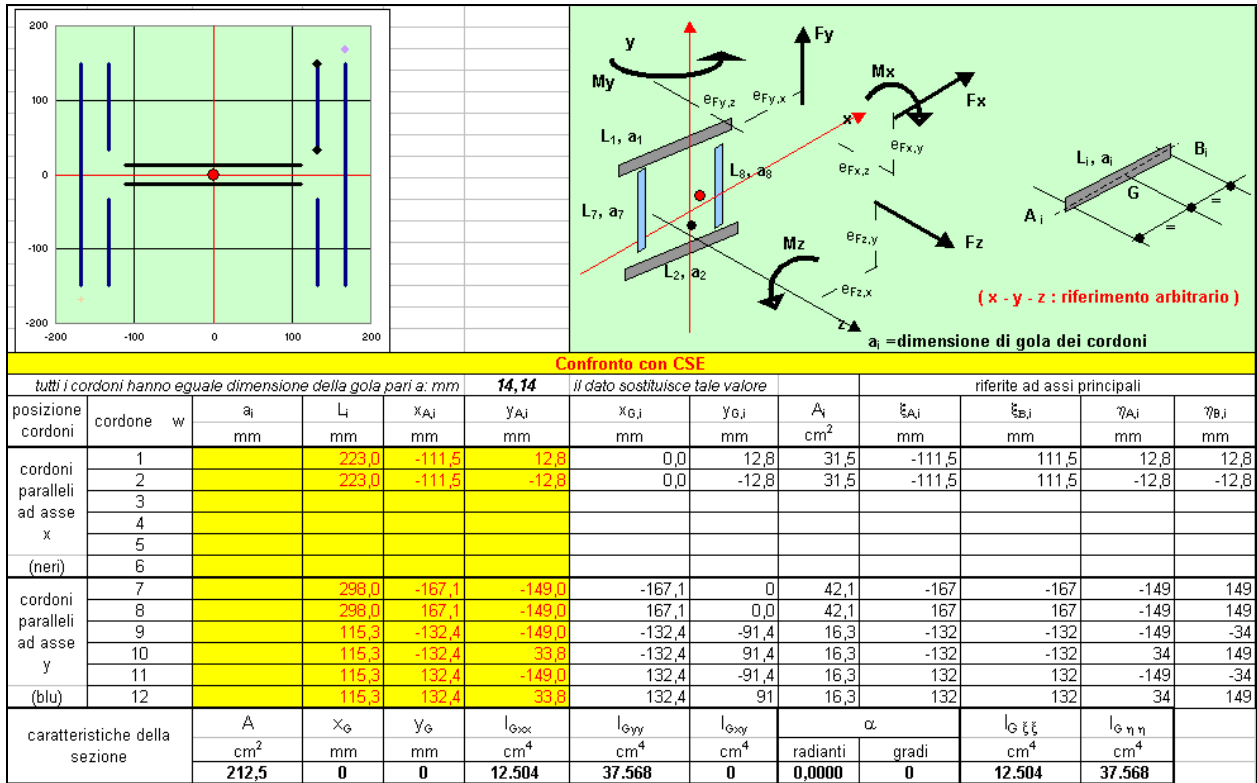 200
100
0
-100
-200
-200 -100 0 100 200
y
My
Fy
Mx
Fx
eFy,z eFy,x
x
eFx,y
eFx,z
L1, a1
L8, a8
L7, a7
L2, a2
Mz
eFz,y
Fz
eFz,x
z
Li, ai
Bi
G
Ai
=
=
( x - y - z : riferimento arbitrario )
ai =dimensione di gola dei cordoni
Confronto con CSE
tutti i cordoni hanno eguale dimensione della gola pari a: mm 14,14 il dato sostituisce tale valore riferite ad assi principali
posizione cordoni cordone w ai Li xA,i yA,i xG,i yG,i Ai ξA,i ξB,i ηA,i ηB,i
mm mm mm mm mm mm cm2 mm mm mm mm
cordoni paralleli ad asse x (neri)
1 223,0 -111,5 12,8 0,0 12,8 31,5 -111,5 111,5 12,8 12,8
2 223,0 -111,5 -12,8 0,0 -12,8 31,5 -111,5 111,5 -12,8 -12,8
3
4
5
6
cordoni paralleli ad asse y (blu)
7 298,0 -167,1 -149,0 -167,1 0 42,1 -167 -167 -149 149
8 298,0 167,1 -149,0 167,1 0,0 42,1 167 167 -149 149
9 115,3 -132,4 -149,0 -132,4 -91,4 16,3 -132 -132 -149 -34
10 115,3 -132,4 33,8 -132,4 91,4 16,3 -132 -132 34 149
11 115,3 132,4 -149,0 132,4 -91,4 16,3 132 132 -149 -34
12 115,3 132,4 33,8 132,4 91 16,3 132 132 34 149
caratteristiche della sezione A xG yG IGxx IGyy IGxy α IG ξξ IG ηη
cm2 mm mm cm4 cm4 cm4 radianti gradi cm4 cm4
212,5 0 0 12.504 37.568 0 0,0000 0 12.504 37.568